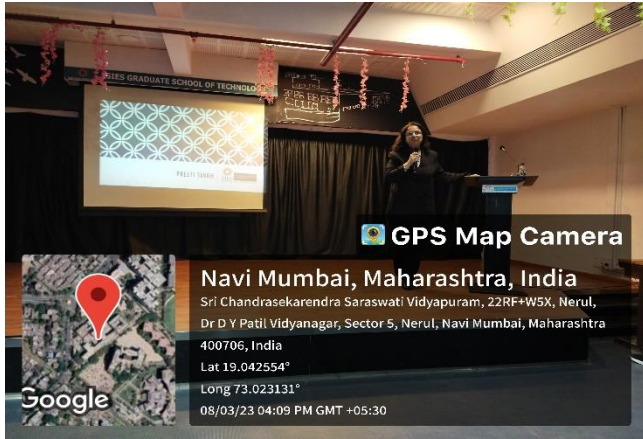 SIES GRADUATE SCHOOL OF TECHNOLOGY
PREETI
GPS Map Camera
Navi Mumbai, Maharashtra, India
Sri Chandrasekarendra Saraswati Vidyapuram, 22RF+W5X, Nerul,
Dr D Y Patil Vidyanagar, Sector 5, Nerul, Navi Mumbai, Maharashtra
400706, India
Lat 19.042554°
Long 73.023131°
08/03/23 04:09 PM GMT +05:30
Google